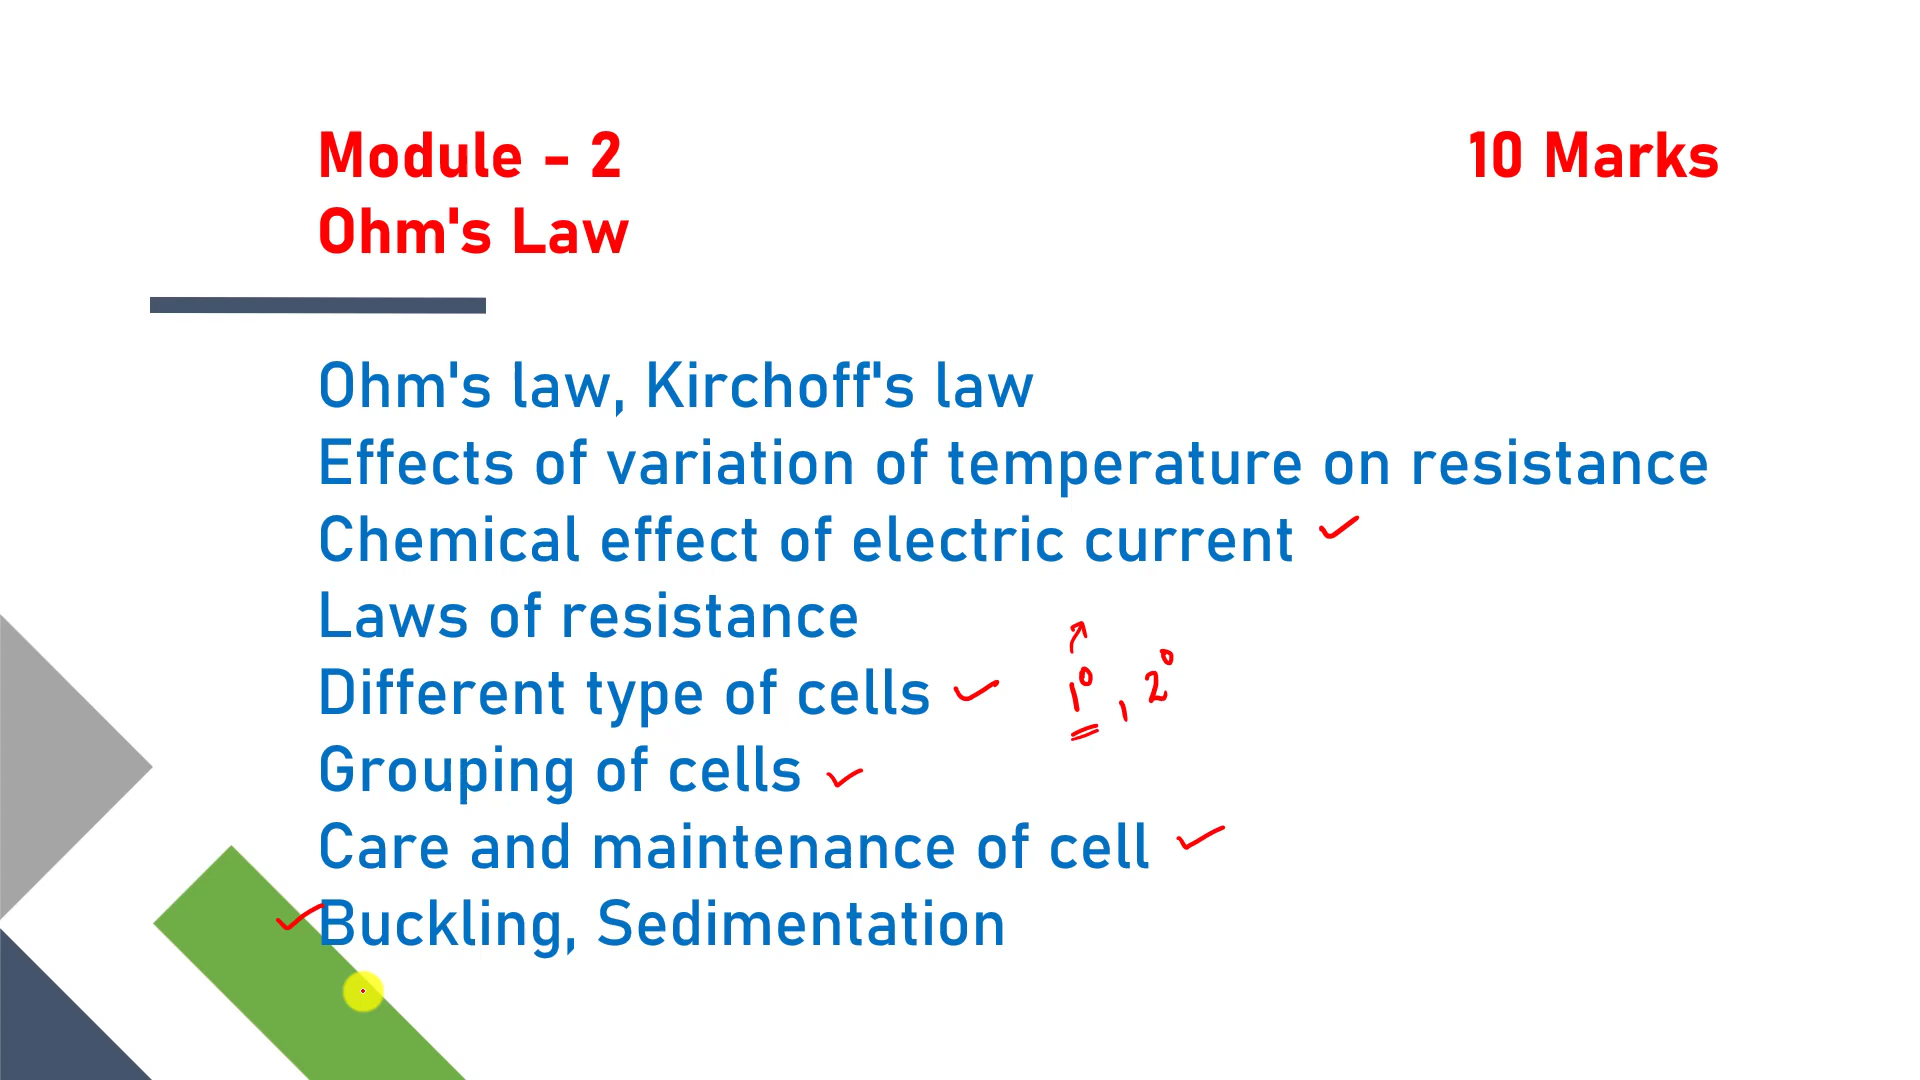 Module - 2
10 Marks
Ohm's Law
Ohm's law, Kirchoff's law
Effects of variation of temperature on resistance
Chemical effect of electric current
Laws of resistance
Different type of cells
1°, 2°
Grouping of cells
Care and maintenance of cell
Buckling, Sedimentation